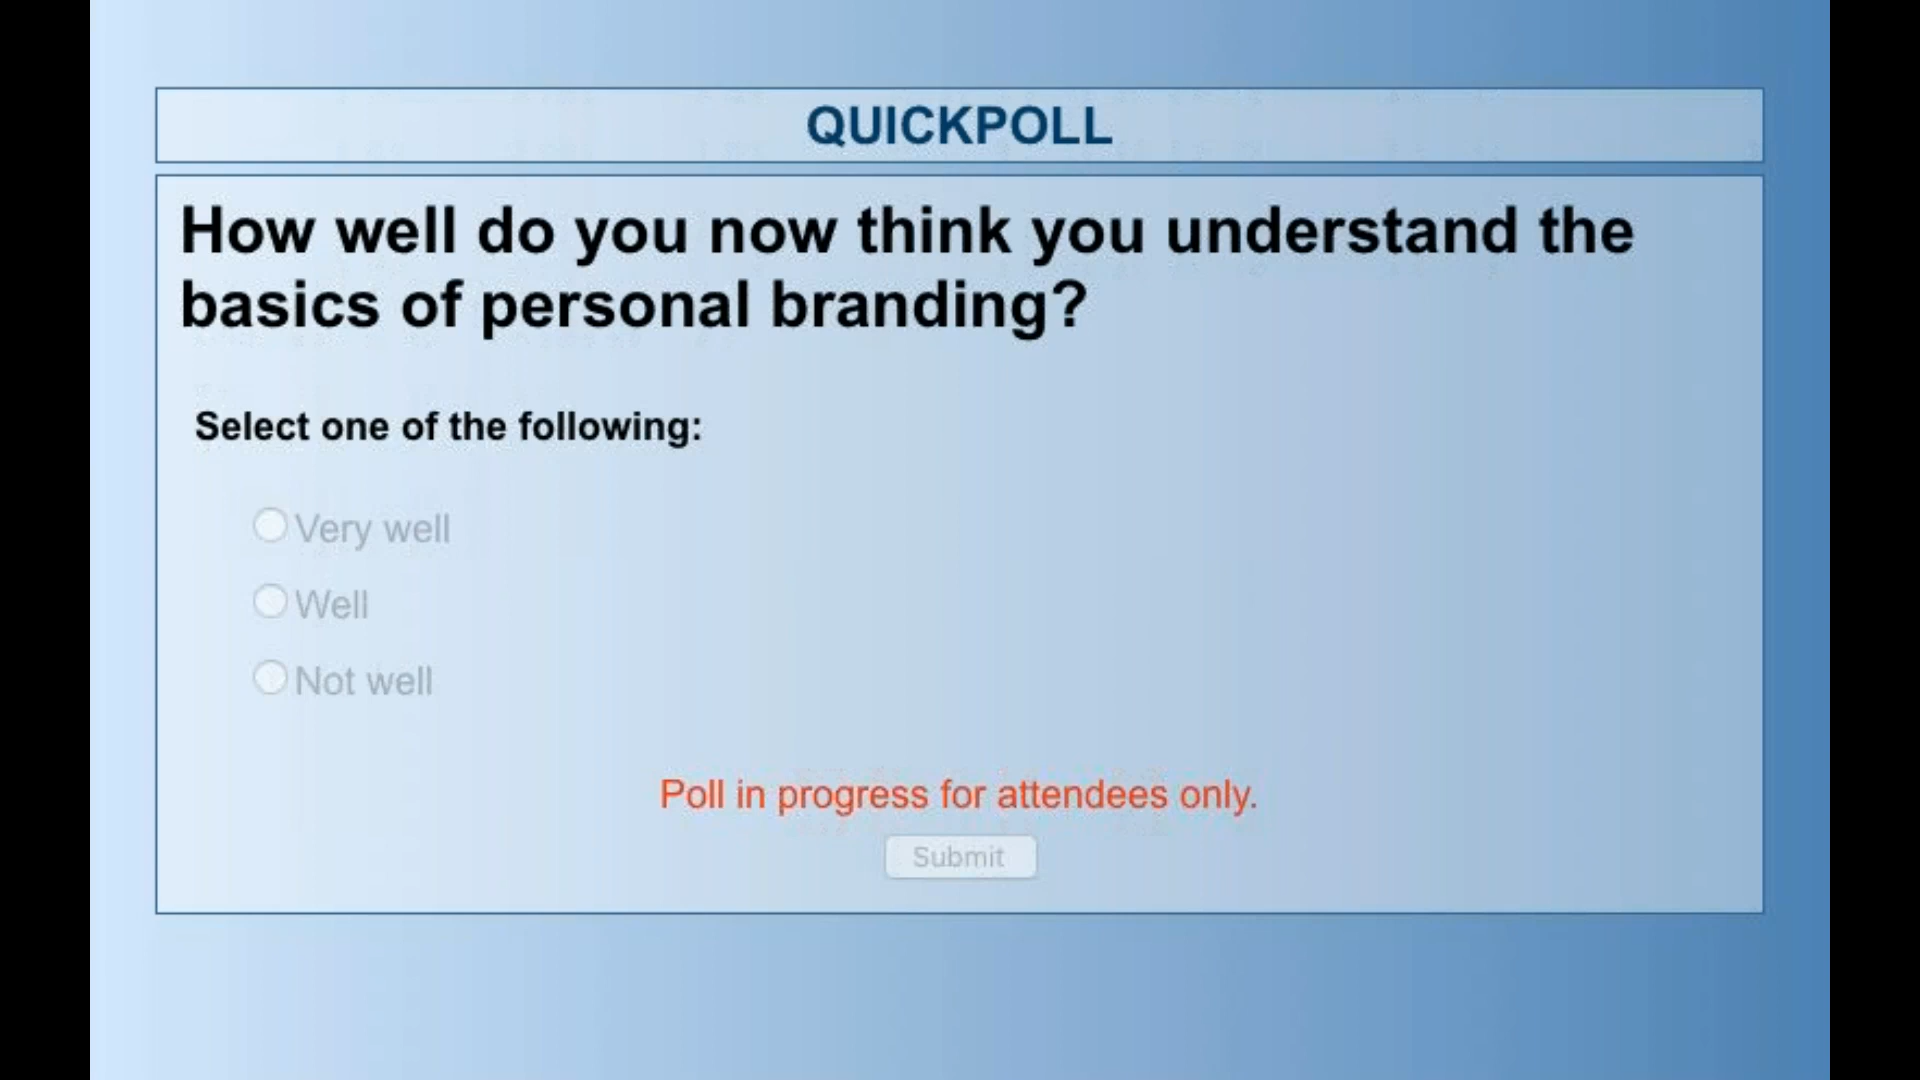 QUICKPOLL
How well do you now think you understand the
basics of personal branding?
Select one of the following:
Very well
Well
Not well
Poll in progress for attendees only.
Submit